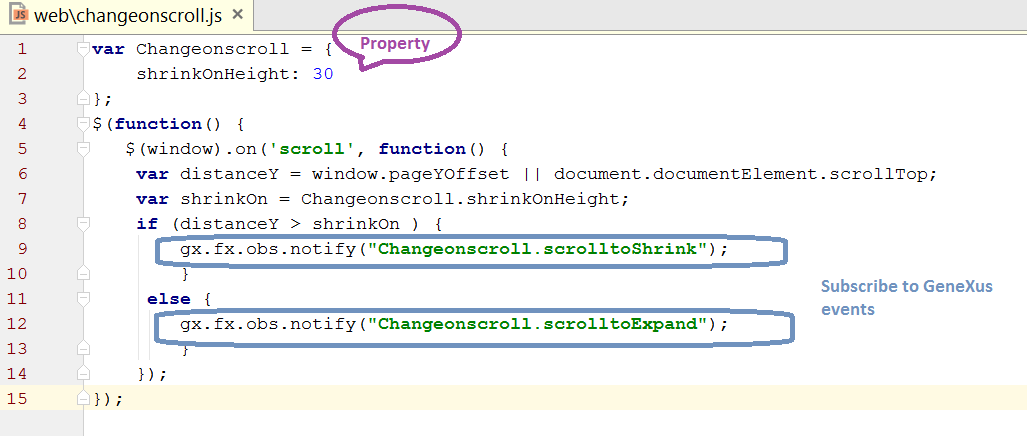 JS web\changeonscroll.js ×
1 var Changeonscroll = {
Property
2 shrinkOnHeight: 30
3 };
4 $(function() {
5 $(window).on('scroll', function() {
6 var distanceY = window.pageYOffset || document.documentElement.scrollTop;
7 var shrinkOn = Changeonscroll.shrinkOnHeight;
8 if (distanceY > shrinkOn ) {
9 gx.fx.obs.notify("Changeonscroll.scrolltoShrink");
10 }
11 else {
12 gx.fx.obs.notify("Changeonscroll.scrolltoExpand");
13 }
14 });
15 });
Subscribe to GeneXus
events